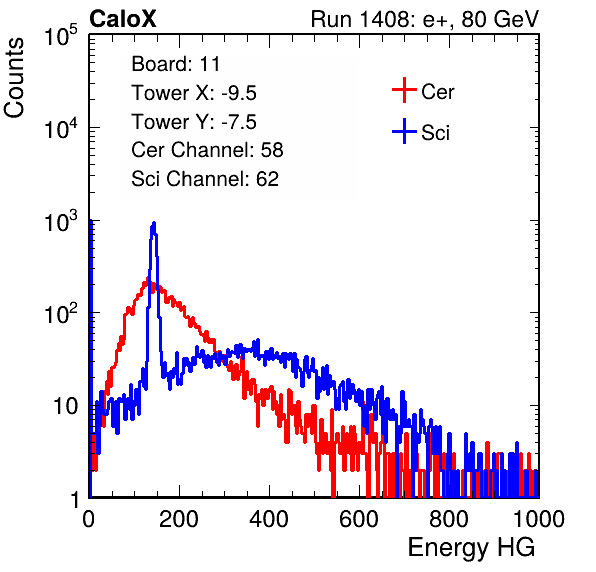 CaloX Run 1408: e+, 80 GeV
Counts
Board: 11
Tower X: -9.5
Tower Y: -7.5
Cer Channel: 58
Sci Channel: 62
Cer
Sci
10^5
10^4
10^3
10^2
10
1
0 200 400 600 800 1000
Energy HG